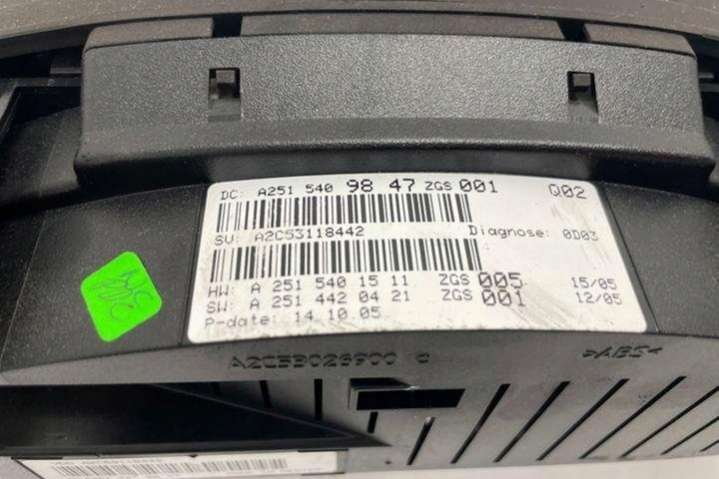 DC: A251 540 98 47 ZGS 001 Q02
SV: A2C53118442 Diagnose: 0D03
HW: A 251 540 15 11 ZGS 005 15/05
SW: A 251 442 04 21 ZGS 001 12/05
P-date: 14.10.05
A2C53026900 >ABS<